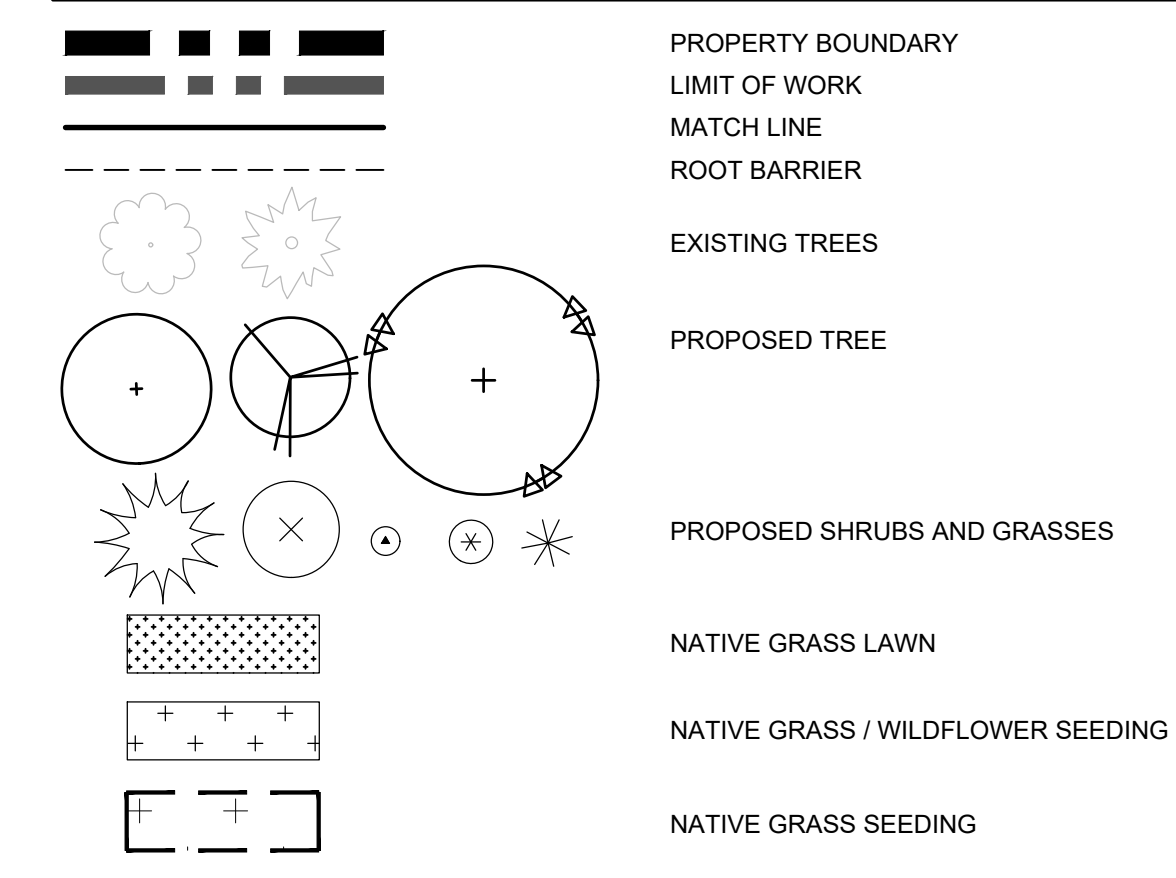 PROPERTY BOUNDARY
LIMIT OF WORK
MATCH LINE
ROOT BARRIER
EXISTING TREES
PROPOSED TREE
PROPOSED SHRUBS AND GRASSES
NATIVE GRASS LAWN
NATIVE GRASS / WILDFLOWER SEEDING
NATIVE GRASS SEEDING